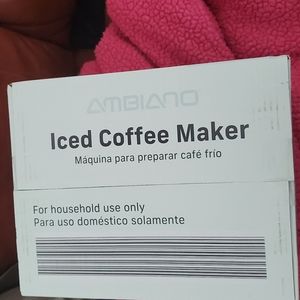 AMBIANO
Iced Coffee Maker
Máquina para preparar café frío
For household use only
Para uso doméstico solamente